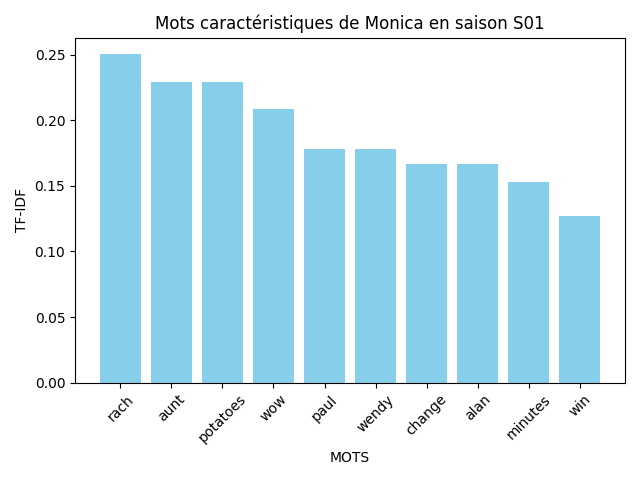 Mots caractéristiques de Monica en saison S01
TF-IDF
0.25
0.20
0.15
0.10
0.05
0.00
rach
aunt
potatoes
wow
paul
wendy
change
alan
minutes
win
MOTS